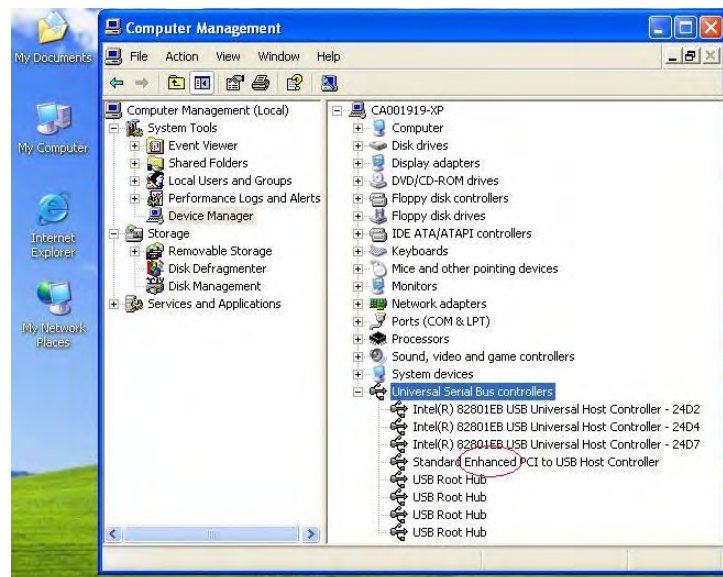 My Documents
My Computer
Internet
Explorer
My Network
Places
Computer Management
File Action View Window Help
Computer Management (Local)
System Tools
Event Viewer
Shared Folders
Local Users and Groups
Performance Logs and Alerts
Device Manager
Storage
Removable Storage
Disk Defragmenter
Disk Management
Services and Applications
CA001919-XP
Computer
Disk drives
Display adapters
DVD/CD-ROM drives
Floppy disk controllers
Floppy disk drives
IDE ATA/ATAPI controllers
Keyboards
Mice and other pointing devices
Monitors
Network adapters
Ports (COM & LPT)
Processors
Sound, video and game controllers
System devices
Universal Serial Bus controllers
Intel(R) 82801EB USB Universal Host Controller - 24D2
Intel(R) 82801EB USB Universal Host Controller - 24D4
Intel(R) 82801EB USB Universal Host Controller - 24D7
Standard Enhanced PCI to USB Host Controller
USB Root Hub
USB Root Hub
USB Root Hub
USB Root Hub